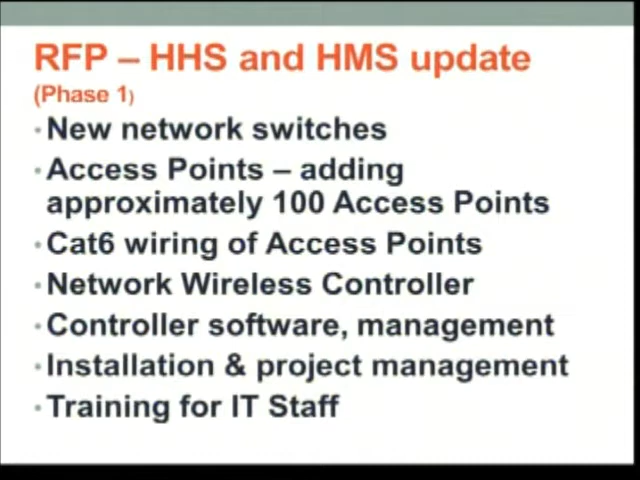 RFP – HHS and HMS update
(Phase 1)
·New network switches
·Access Points – adding
approximately 100 Access Points
·Cat6 wiring of Access Points
·Network Wireless Controller
·Controller software, management
·Installation & project management
·Training for IT Staff